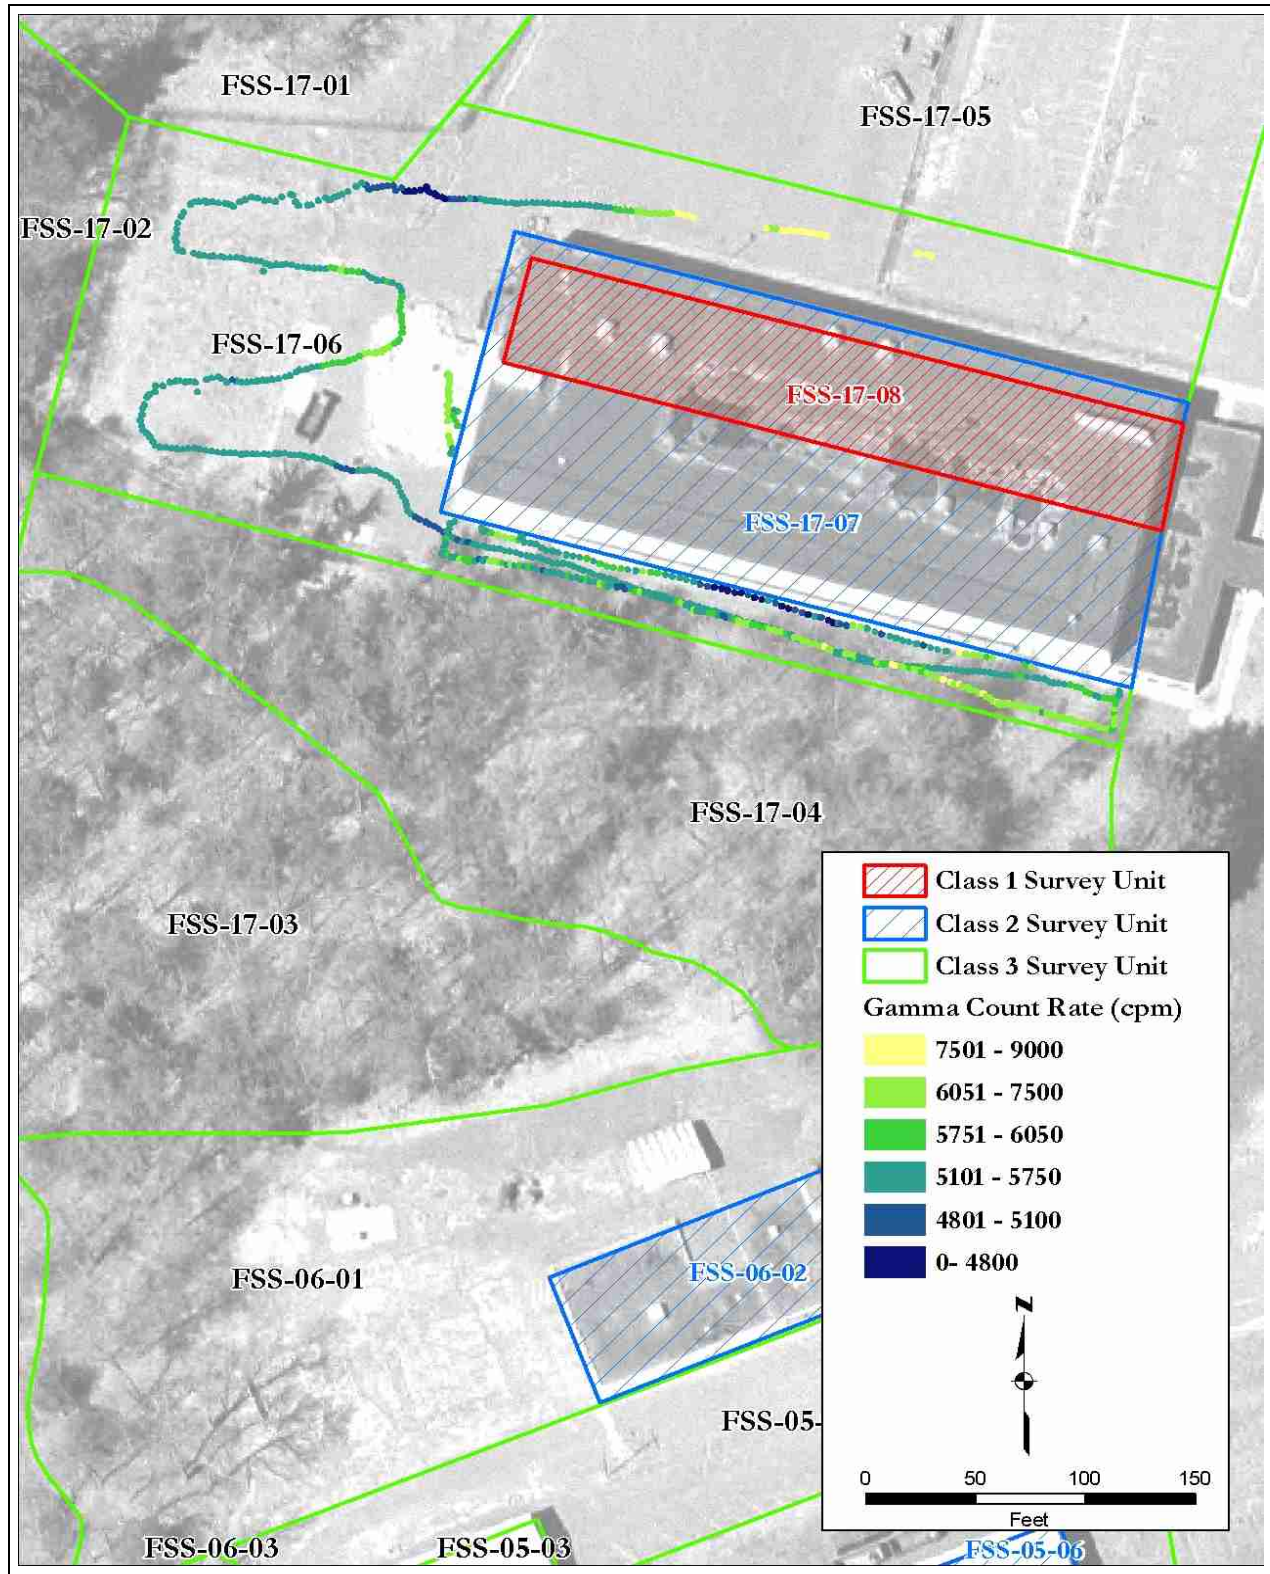 FSS-17-01
FSS-17-05
FSS-17-02
FSS-17-06
FSS-17-08
FSS-17-07
FSS-17-04
FSS-17-03
Class 1 Survey Unit
Class 2 Survey Unit
Class 3 Survey Unit
Gamma Count Rate (cpm)
7501 - 9000
6051 - 7500
5751 - 6050
5101 - 5750
4801 - 5100
0- 4800
N
0 50 100 150
Feet
FSS-06-01
FSS-06-02
FSS-05-
FSS-06-03
FSS-05-03
FSS-05-06